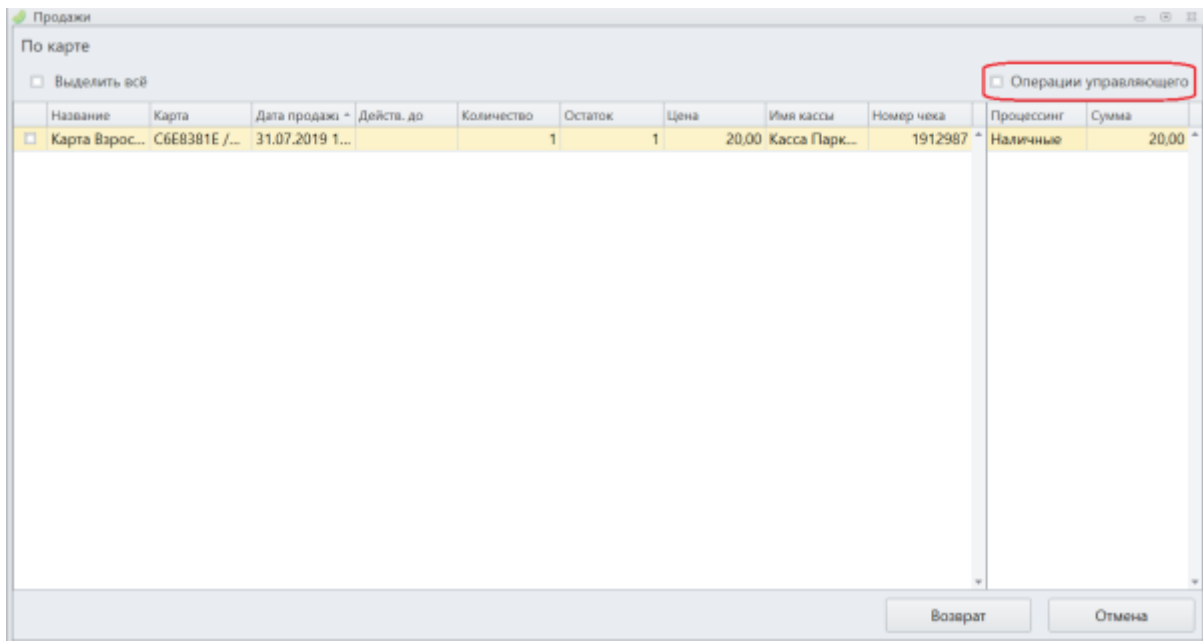 Продажи
По карте
Выделить всё Операции управляющего
Название Карта Дата продажи Действ. до Количество Остаток Цена Имя кассы Номер чека Процессинг Сумма
Карта Взрос... C6E8381E /... 31.07.2019 1... 1 1 20,00 Касса Парк... 1912987 Наличные 20,00
Возврат Отмена